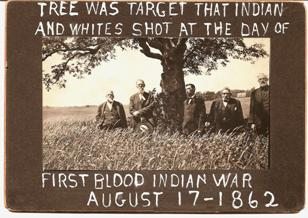 TREE WAS TARGET THAT INDIAN
AND WHITES SHOT AT THE DAY OF
FIRST BLOOD INDIAN WAR
AUGUST 17-1862